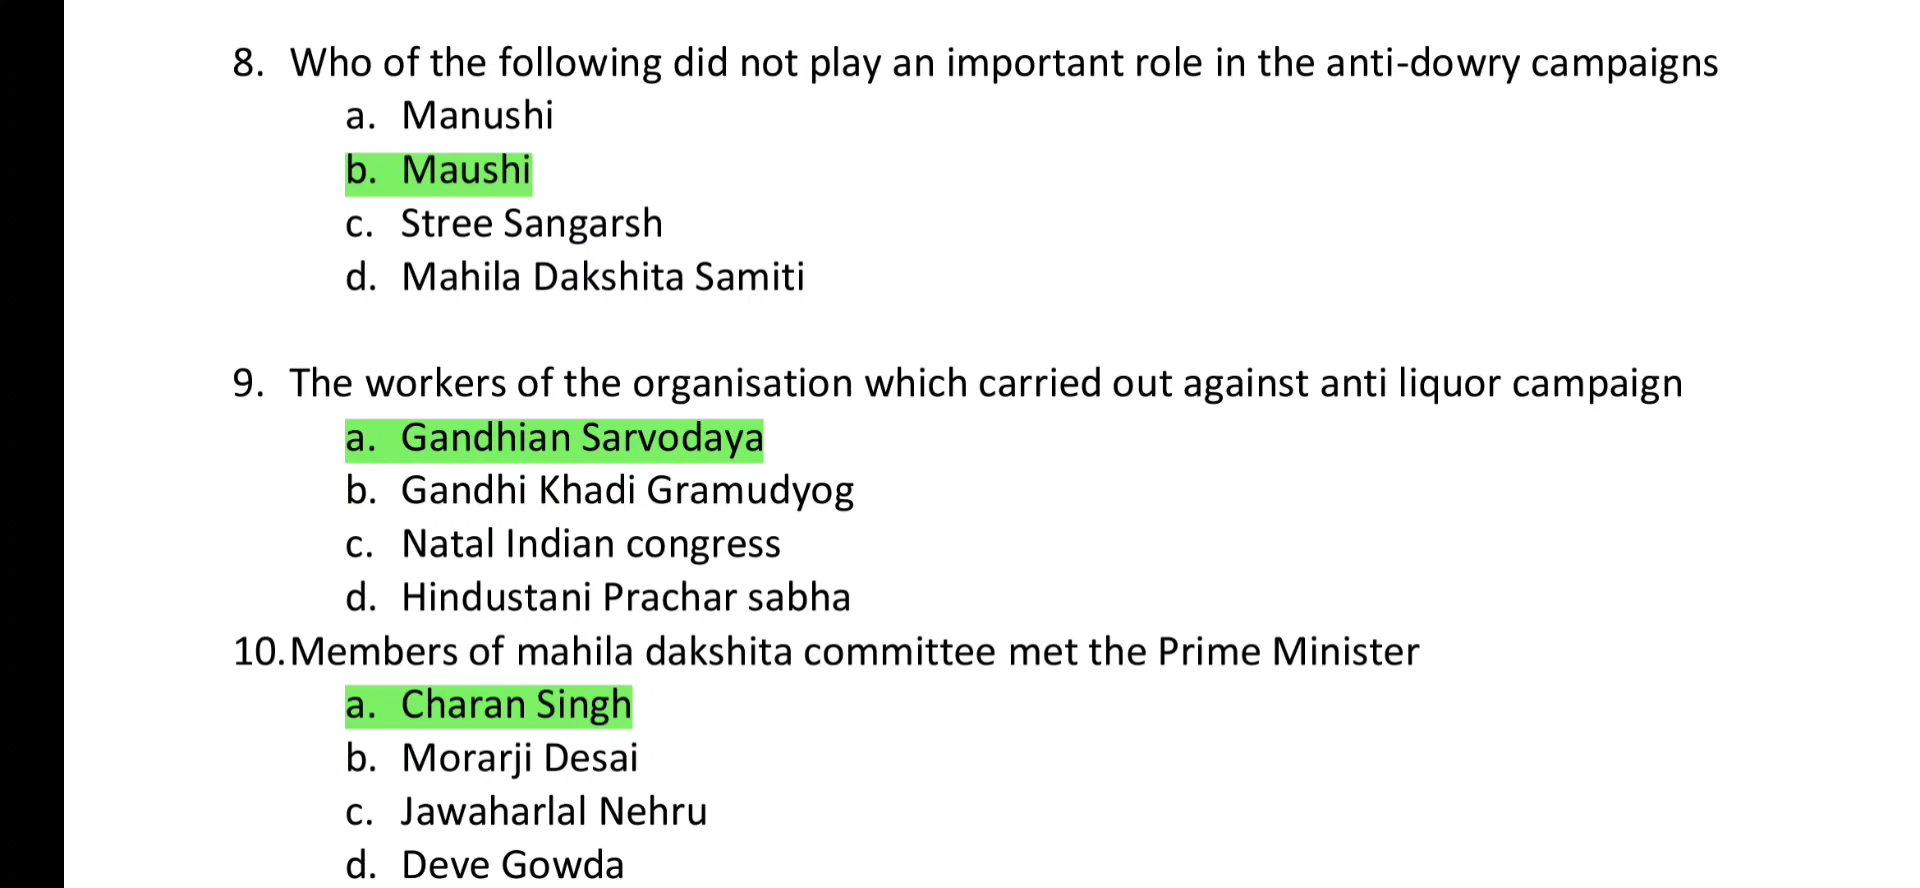 8. Who of the following did not play an important role in the anti-dowry campaigns
a. Manushi
b. Maushi
c. Stree Sangarsh
d. Mahila Dakshita Samiti
9. The workers of the organisation which carried out against anti liquor campaign
a. Gandhian Sarvodaya
b. Gandhi Khadi Gramudyog
c. Natal Indian congress
d. Hindustani Prachar sabha
10. Members of mahila dakshita committee met the Prime Minister
a. Charan Singh
b. Morarji Desai
c. Jawaharlal Nehru
d. Deve Gowda